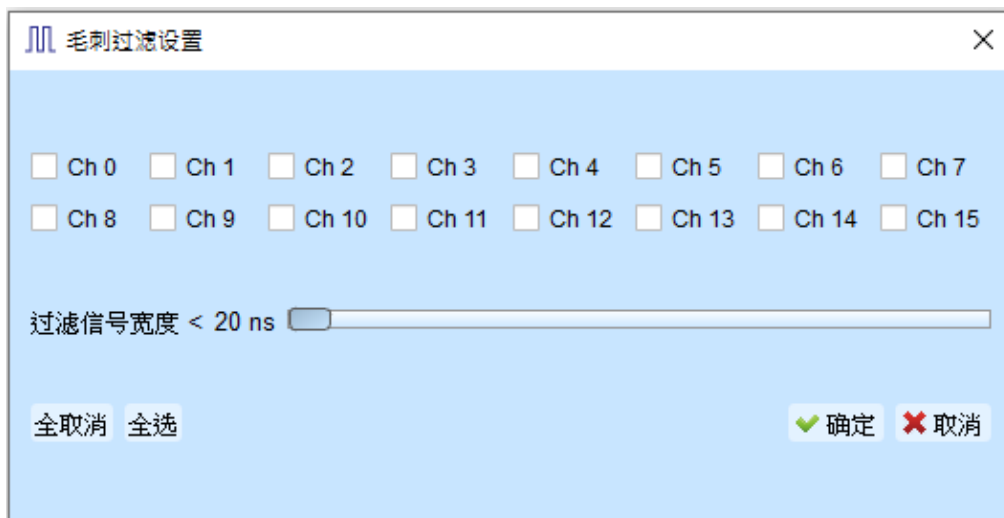 毛刺过滤设置
Ch 0 Ch 1 Ch 2 Ch 3 Ch 4 Ch 5 Ch 6 Ch 7
Ch 8 Ch 9 Ch 10 Ch 11 Ch 12 Ch 13 Ch 14 Ch 15
过滤信号宽度 < 20 ns
全取消 全选 确定 取消